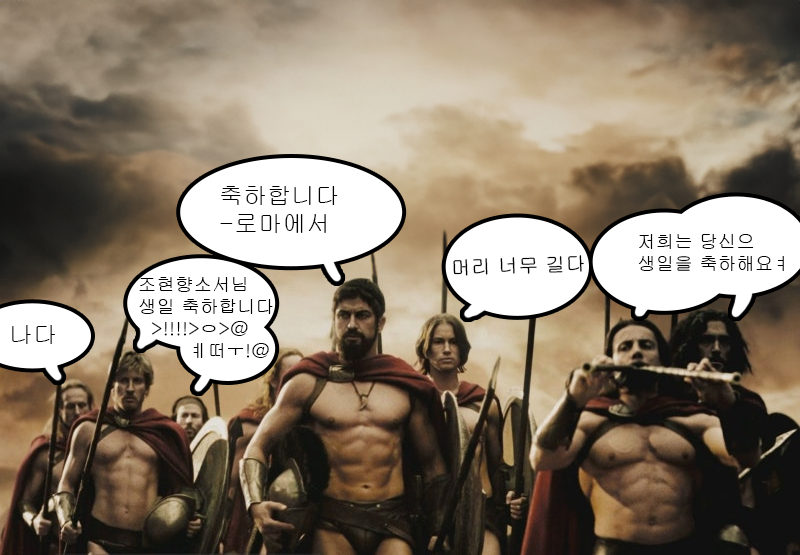 나다
조현향소서님
생일 축하합니다
>!!!!>ㅇ>@
ㅖ떠ㅜ!@
축하합니다
-로마에서
머리 너무 길다
저희는 당신으
생일을 축하해요ㅕ